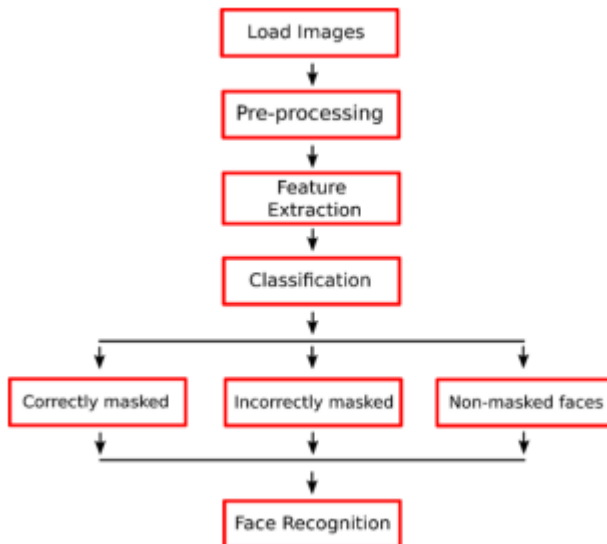 Load Images
Pre-processing
Feature
Extraction
Classification
Correctly masked
Incorrectly masked
Non-masked faces
Face Recognition